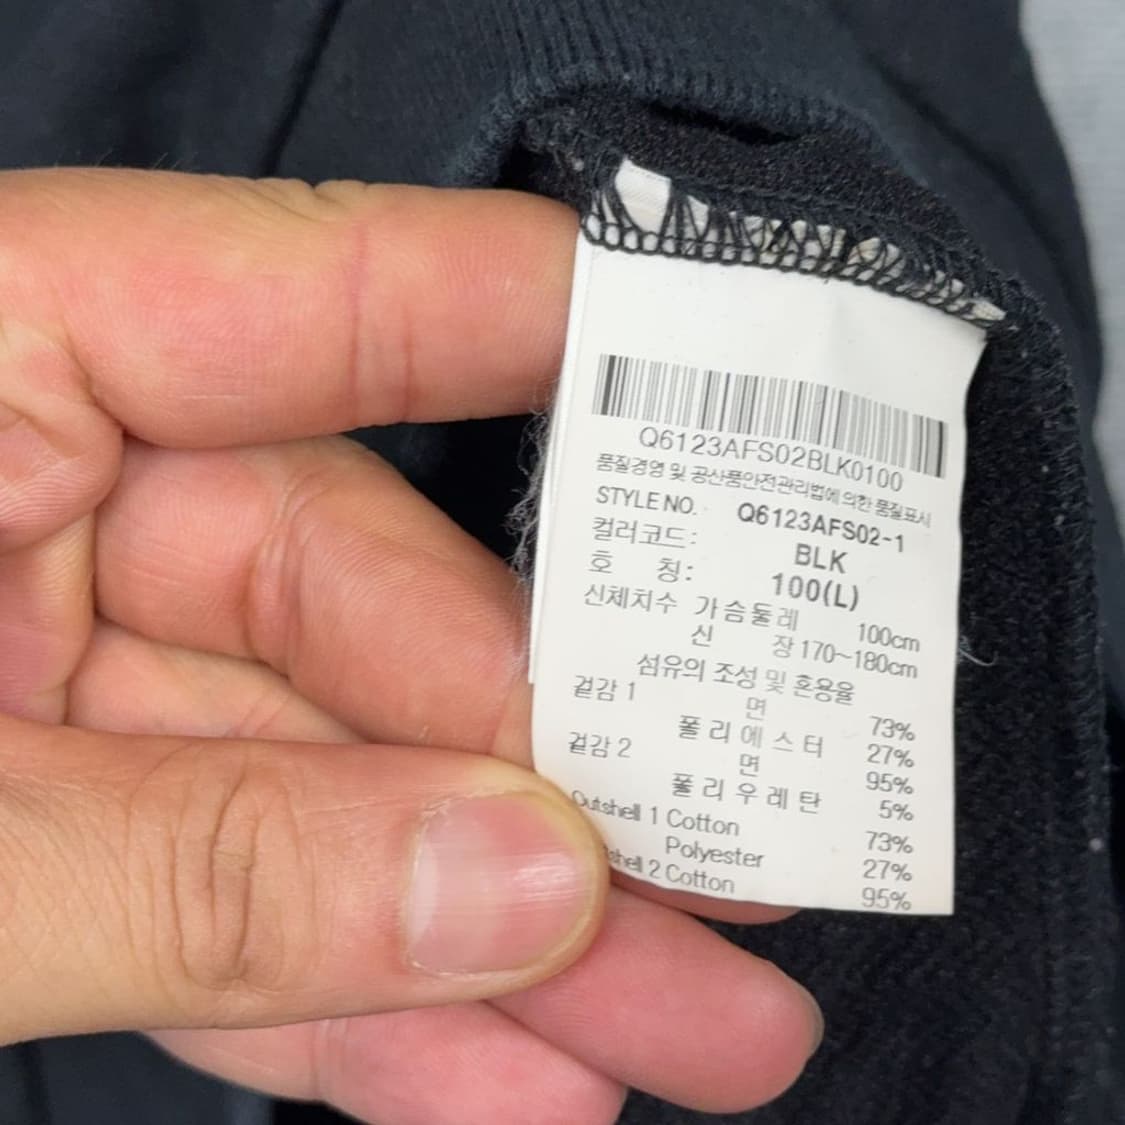 Q6123AFS02BLK0100
품질경영 및 공산품안전관리법에 의한 품질표시
STYLE NO. Q6123AFS02-1
컬러코드: BLK
호 칭: 100(L)
신체치수 가슴둘레 100cm
신 장 170~180cm
섬유의 조성 및 혼용율
겉감 1 면 73%
폴리에스터 27%
겉감 2 면 95%
폴리우레탄 5%
Outshell 1 Cotton 73%
Polyester 27%
shell 2 Cotton 95%